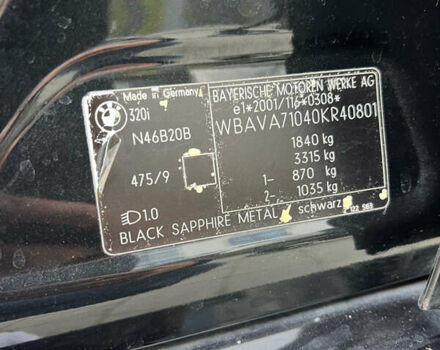 Made in Germany
BAYERISCHE MOTOREN WERKE AG
320i
e1*2001/116*0308*
WBAVA71040KR40801
N46B20B
1840 kg
3315 kg
475/9
1- 870 kg
2- 1035 kg
1.0
BLACK SAPPHIRE METAL schwarz